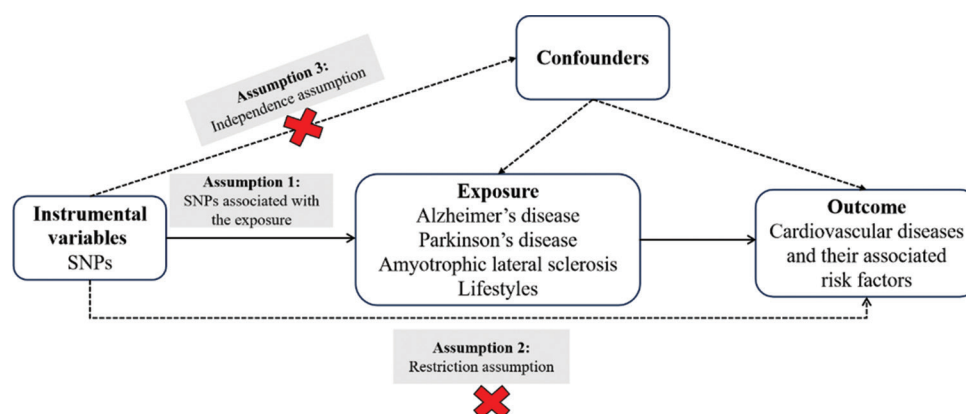 Confounders
Assumption 3:
Independence assumption
Assumption 1:
SNPs associated with
the exposure
Instrumental
variables
SNPs
Exposure
Alzheimer's disease
Parkinson's disease
Amyotrophic lateral sclerosis
Lifestyles
Outcome
Cardiovascular diseases
and their associated
risk factors
Assumption 2:
Restriction assumption